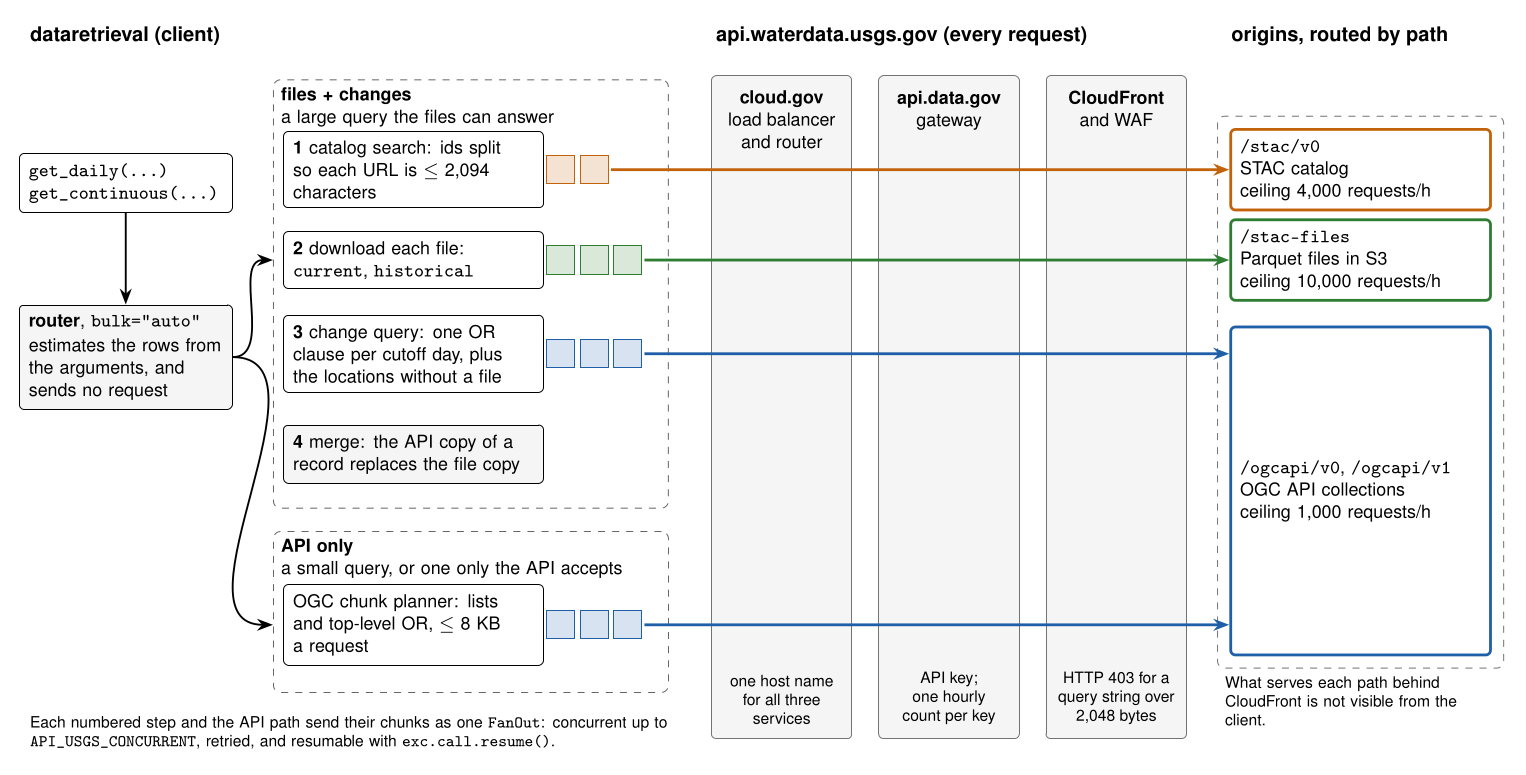 dataretrieval (client)
api.waterdata.usgs.gov (every request)
origins, routed by path
get_daily(...)
get_continuous(...)
router, bulk="auto"
estimates the rows from
the arguments, and
sends no request
files + changes
a large query the files can answer
1 catalog search: ids split
so each URL is ≤ 2,094
characters
2 download each file:
current, historical
3 change query: one OR
clause per cutoff day, plus
the locations without a file
4 merge: the API copy of a
record replaces the file copy
API only
a small query, or one only the API accepts
OGC chunk planner: lists
and top-level OR, ≤ 8 KB
a request
Each numbered step and the API path send their chunks as one FanOut: concurrent up to
API_USGS_CONCURRENT, retried, and resumable with exc.call.resume().
cloud.gov
load balancer
and router
one host name
for all three
services
api.data.gov
gateway
API key;
one hourly
count per key
CloudFront
and WAF
HTTP 403 for a
query string over
2,048 bytes
/stac/v0
STAC catalog
ceiling 4,000 requests/h
/stac-files
Parquet files in S3
ceiling 10,000 requests/h
/ogcapi/v0, /ogcapi/v1
OGC API collections
ceiling 1,000 requests/h
What serves each path behind
CloudFront is not visible from the
client.